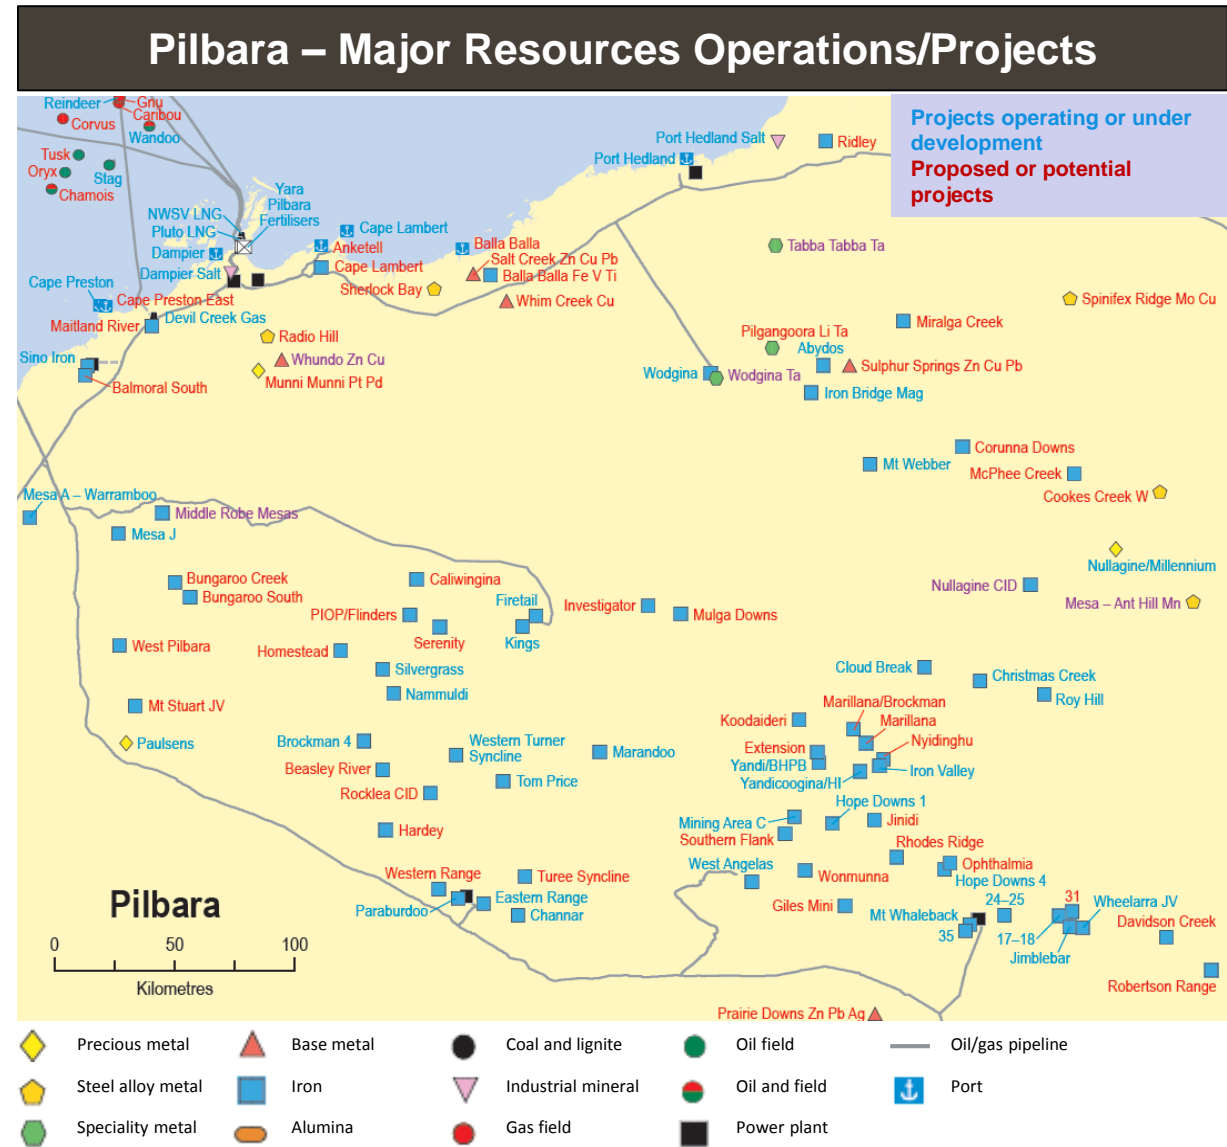 Pilbara – Major Resources Operations/Projects
Projects operating or under
development
Proposed or potential
projects
Reindeer
Gnu
Caribou
Corvus
Wandoo
Tusk
Oryx
Stag
Chamois
Yara
Pilbara
Fertilisers
NWSV LNG
Pluto LNG
Dampier
Dampier Salt
Cape Preston
Cape Preston East
Devil Creek Gas
Maitland River
Sino Iron
Balmoral South
Anketell
Cape Lambert
Cape Lambert
Sherlock Bay
Radio Hill
Whundo Zn Cu
Munni Munni Pt Pd
Balla Balla
Salt Creek Zn Cu Pb
Balla Balla Fe V Ti
Whim Creek Cu
Port Hedland Salt
Port Hedland
Ridley
Tabba Tabba Ta
Spinifex Ridge Mo Cu
Miralga Creek
Pilgangoora Li Ta
Abydos
Sulphur Springs Zn Cu Pb
Wodgina
Wodgina Ta
Iron Bridge Mag
Corunna Downs
Mt Webber
McPhee Creek
Cookes Creek W
Nullagine/Millennium
Nullagine CID
Mesa – Ant Hill Mn
Mesa A – Warramboo
Middle Robe Mesas
Mesa J
Bungaroo Creek
Bungaroo South
Caliwingina
Firetail
PIOP/Flinders
Serenity
Kings
Investigator
Mulga Downs
West Pilbara
Homestead
Silvergrass
Nammuldi
Mt Stuart JV
Paulsens
Brockman 4
Beasley River
Rocklea CID
Hardey
Western Turner
Syncline
Tom Price
Marandoo
Cloud Break
Christmas Creek
Roy Hill
Marillana/Brockman
Koodaideri
Marillana
Nyidinghu
Extension
Yandi/BHPB
Yandicoogina/HI
Iron Valley
Hope Downs 1
Mining Area C
Jinidi
Southern Flank
Rhodes Ridge
West Angelas
Wonmunna
Ophthalmia
Hope Downs 4
Giles Mini
24–25
31
Wheelarra JV
Mt Whaleback
35
17–18
Jimblebar
Davidson Creek
Robertson Range
Western Range
Turee Syncline
Paraburdoo
Eastern Range
Channar
Prairie Downs Zn Pb Ag
Pilbara
0 50 100
Kilometres
Precious metal
Base metal
Coal and lignite
Oil field
Oil/gas pipeline
Steel alloy metal
Iron
Industrial mineral
Oil and field
Port
Speciality metal
Alumina
Gas field
Power plant